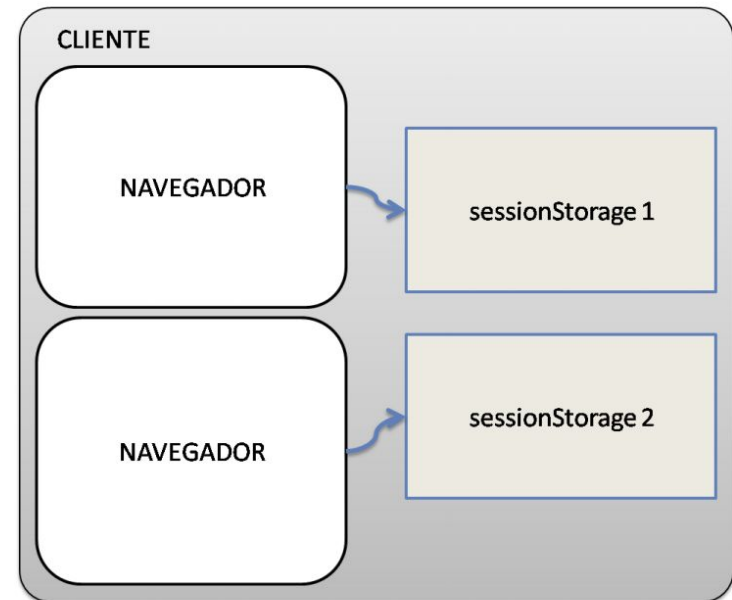 CLIENTE
NAVEGADOR
sessionStorage 1
NAVEGADOR
sessionStorage 2